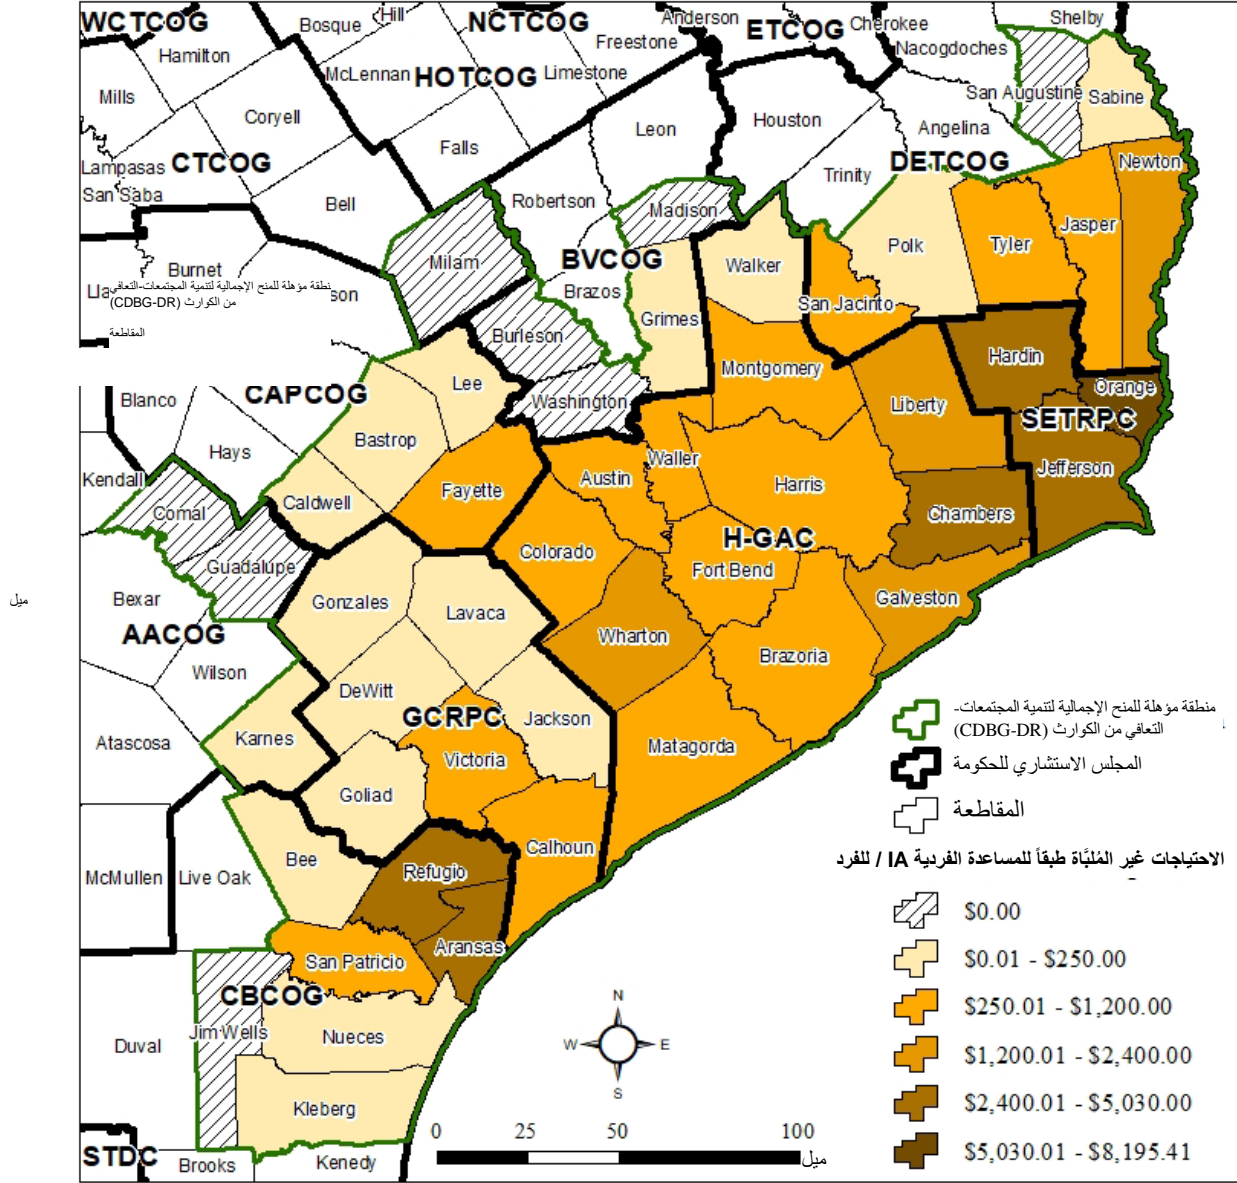 WCTCOG
Bosque
Hill
NCTCOG
Anderson
ETCOG
Cherokee
Shelby
Hamilton
Freestone
Nacogdoches
McLennan
HOTCOG
Limestone
San Augustine
Sabine
Mills
Coryell
Leon
Houston
Angelina
Falls
Lampasas
CTCOG
DETCOG
Newton
San Saba
Bell
Robertson
Trinity
Madison
Jasper
Milam
BVCOG
Walker
Polk
Tyler
Burnet
Brazos
نطقة مؤهلة للمنح الإجمالية لتنمية المجتمعات-التعافي
من الكوارث (CDBG-DR)
Lla
son
San Jacinto
المقاطعة
Burleson
Grimes
Hardin
Montgomery
Lee
Orange
Blanco
CAPCOG
Washington
Liberty
SETRPC
Bastrop
Hays
Waller
Jefferson
Kendall
Caldwell
Fayette
Austin
Harris
Comal
Chambers
Colorado
H-GAC
Guadalupe
Fort Bend
Bexar
Gonzales
Lavaca
Galveston
ميل
AACOG
Wharton
Brazoria
Wilson
DeWitt
GCRPC
Jackson
Karnes
Atascosa
Victoria
Matagorda
Goliad
Calhoun
Bee
Refugio
McMullen
Live Oak
Aransas
San Patricio
CBCOG
Jim Wells
Nueces
Duval
Kleberg
STDC
Brooks
Kenedy
منطقة مؤهلة للمنح الإجمالية لتنمية المجتمعات-
التعافي من الكوارث (CDBG-DR)
المجلس الاستشاري للحكومة
المقاطعة
الاحتياجات غير المُلبَّاة طبقاً للمساعدة الفردية IA / للفرد
$0.00
$0.01 - $250.00
$250.01 - $1,200.00
$1,200.01 - $2,400.00
$2,400.01 - $5,030.00
$5,030.01 - $8,195.41
N
W E
S
0 25 50 100
ميل